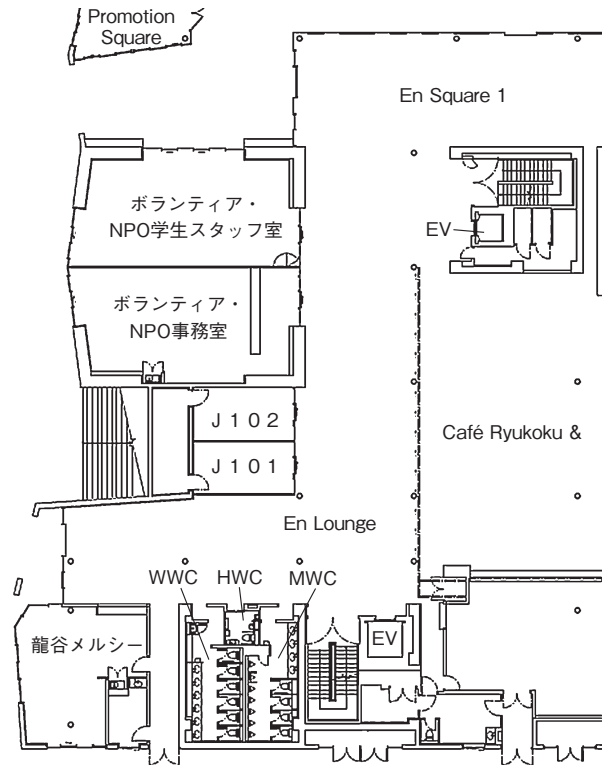 Promotion
Square
En Square 1
ボランティア・
NPO学生スタッフ室
EV
ボランティア・
NPO事務室
J102
Café Ryukoku &
J101
En Lounge
WWC
HWC
MWC
龍谷メルシー
EV